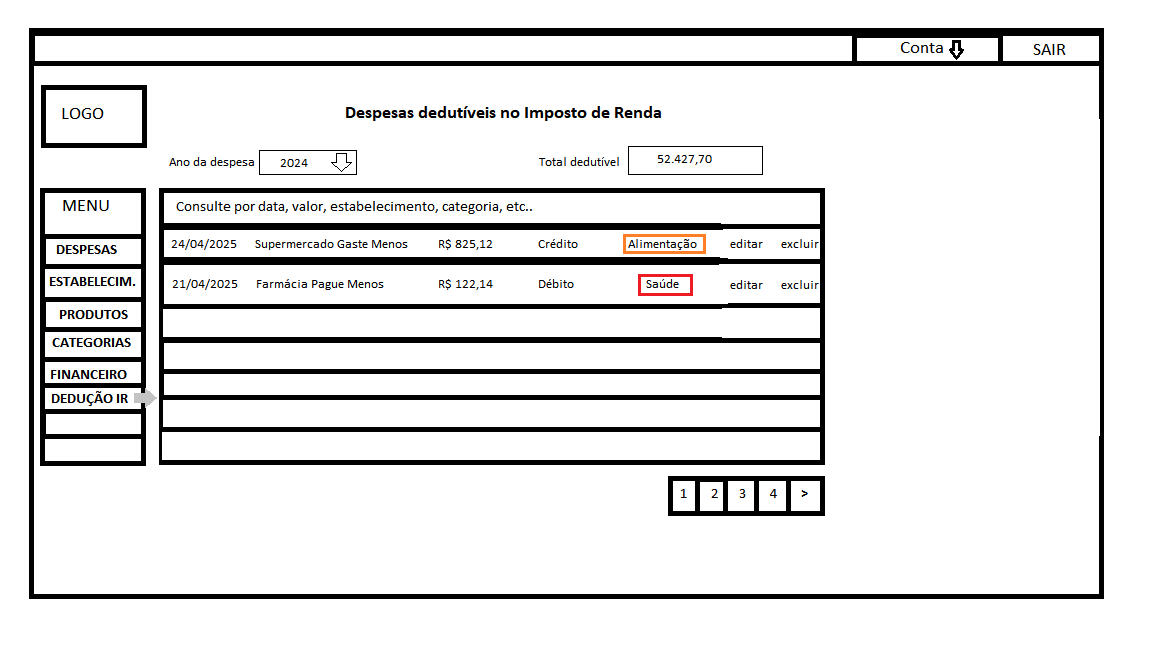 Conta SAIR
LOGO
Despesas dedutíveis no Imposto de Renda
Ano da despesa 2024 Total dedutível 52.427,70
MENU
Consulte por data, valor, estabelecimento, categoria, etc..
DESPESAS
24/04/2025 Supermercado Gaste Menos R$ 825,12 Crédito Alimentação editar excluir
ESTABELECIM.
21/04/2025 Farmácia Pague Menos R$ 122,14 Débito Saúde editar excluir
PRODUTOS
CATEGORIAS
FINANCEIRO
DEDUÇÃO IR
1 2 3 4 >